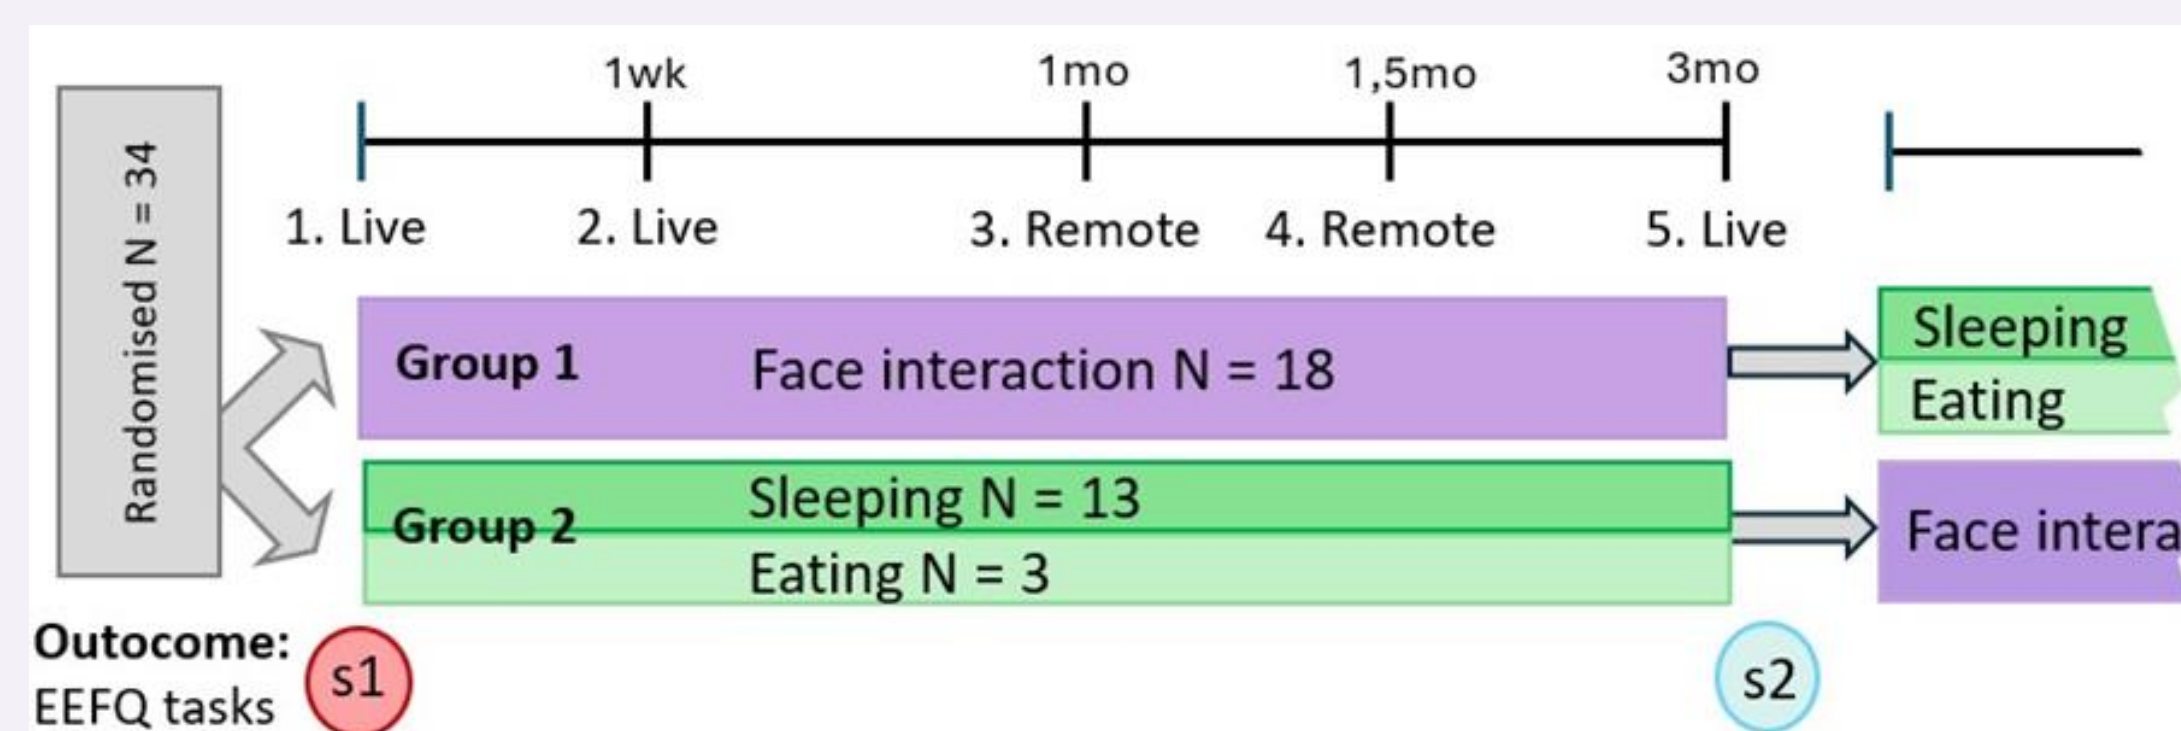 Randomised N = 34
1wk
1mo
1,5mo
3mo
1. Live
2. Live
3. Remote
4. Remote
5. Live
Group 1
Face interaction N = 18
Sleeping
Eating
Group 2
Sleeping N = 13
Eating N = 3
Face intera
Outocome:
EEFQ tasks
s1
s2